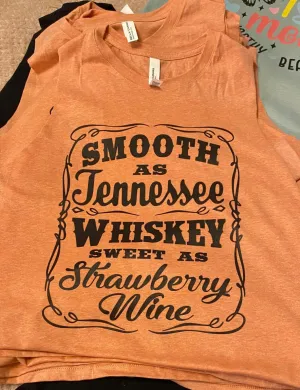 SMOOTH
AS
Tennessee
WHISKEY
SWEET AS
Strawberry
Wine